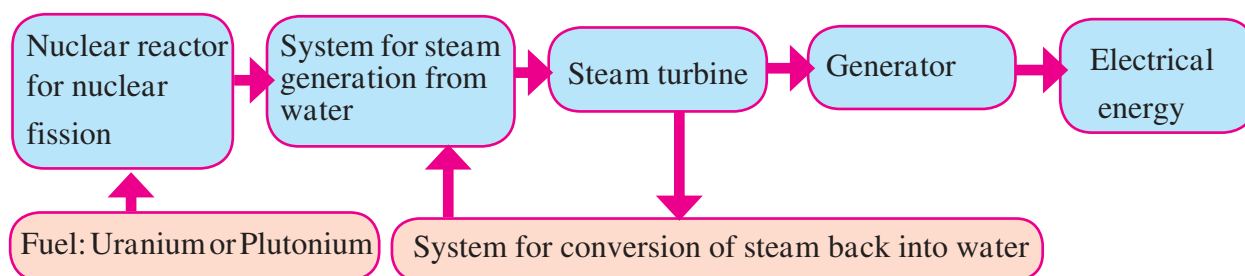 Nuclear reactor
for nuclear
fission
System for steam
generation from
water
Steam turbine
Generator
Electrical
energy
Fuel: Uranium or Plutonium
System for conversion of steam back into water